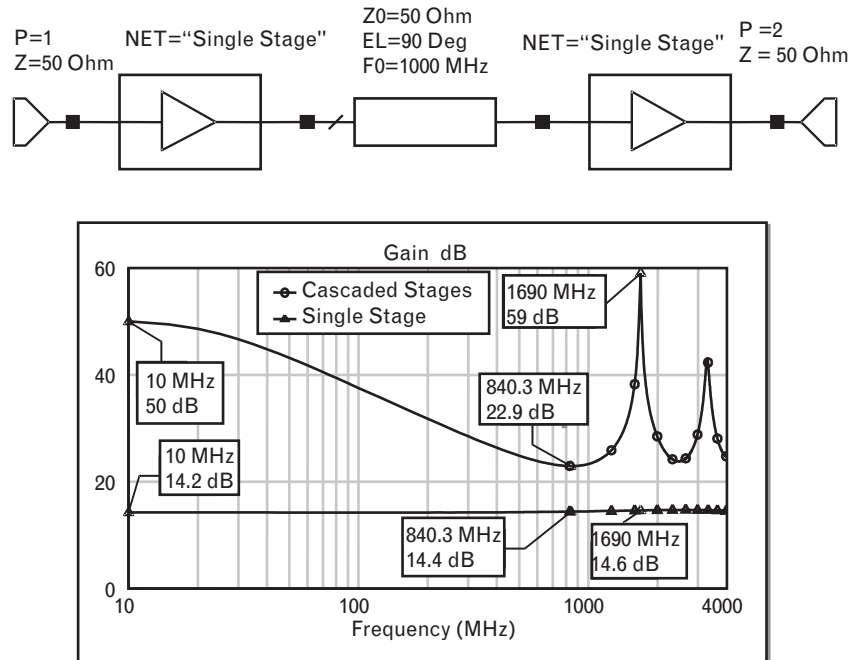 P=1
Z=50 Ohm
NET="Single Stage"
Z0=50 Ohm
EL=90 Deg
F0=1000 MHz
NET="Single Stage"
P =2
Z = 50 Ohm
Gain dB
60
40
20
0
Cascaded Stages
Single Stage
1690 MHz
59 dB
10 MHz
50 dB
840.3 MHz
22.9 dB
10 MHz
14.2 dB
840.3 MHz
14.4 dB
1690 MHz
14.6 dB
10
100
1000
4000
Frequency (MHz)